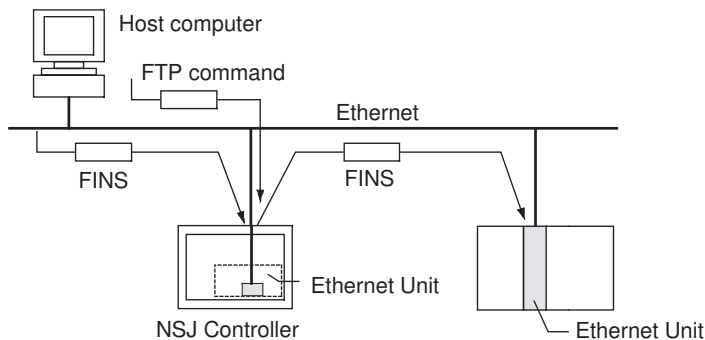 Host computer
FTP command
Ethernet
FINS
FINS
Ethernet Unit
NSJ Controller
Ethernet Unit